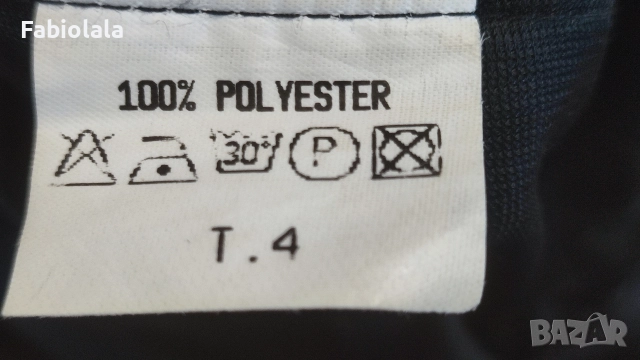 Fabiolala
100% POLYESTER
30°
P
T.4
BAZAR